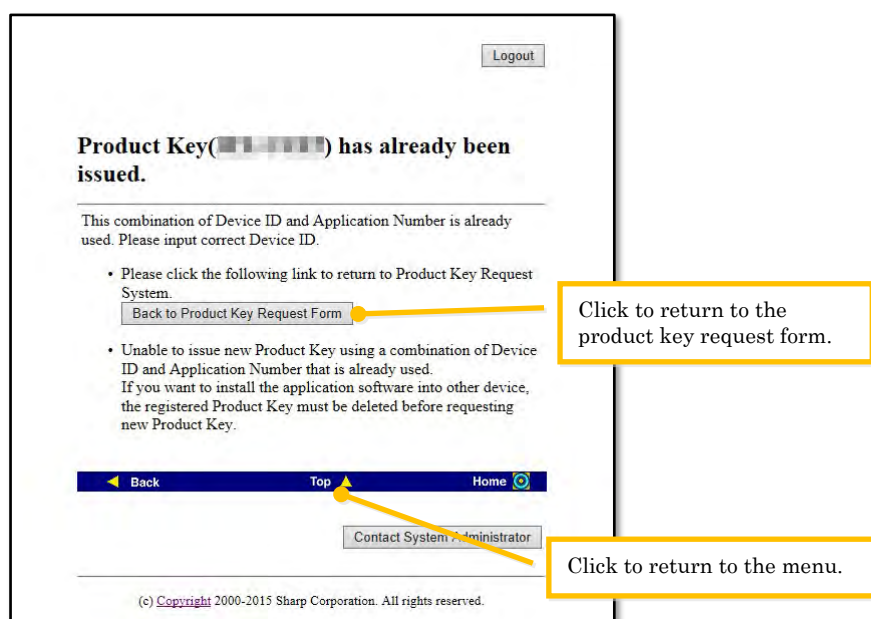 Logout
Product Key( ) has already been
issued.
This combination of Device ID and Application Number is already
used. Please input correct Device ID.
• Please click the following link to return to Product Key Request
System.
Back to Product Key Request Form
Click to return to the
product key request form.
• Unable to issue new Product Key using a combination of Device
ID and Application Number that is already used.
If you want to install the application software into other device,
the registered Product Key must be deleted before requesting
new Product Key.
Back Top Home
Contact System Administrator
Click to return to the menu.
(c) Copyright 2000-2015 Sharp Corporation. All rights reserved.